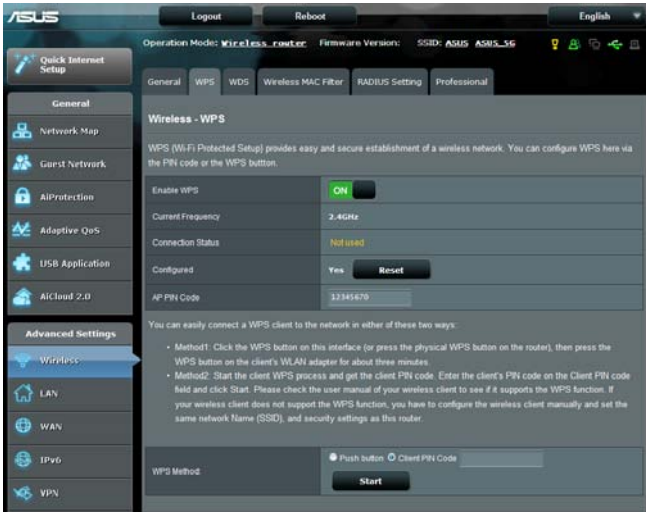 ASUS
Logout
Reboot
English
Operation Mode: Wireless router Firmware Version: SSID: ASUS ASUS_5G
Quick Internet
Setup
General
Network Map
Guest Network
AiProtection
Adaptive QoS
USB Application
AiCloud 2.0
Advanced Settings
Wireless
LAN
WAN
IPv6
VPN
General
WPS
WDS
Wireless MAC Filter
RADIUS Setting
Professional
Wireless - WPS
WPS (Wi-Fi Protected Setup) provides easy and secure establishment of a wireless network. You can configure WPS here via
the PIN code or the WPS buttton.
Enable WPS ON
Current Frequency 2.4GHz
Connection Status Not used
Configured Yes Reset
AP PIN Code 12345670
You can easily connect a WPS client to the network in either of these two ways:
• Method1: Click the WPS button on this interface (or press the physical WPS button on the router), then press the
WPS button on the client's WLAN adapter for about three minutes.
• Method2: Start the client WPS process and get the client PIN code. Enter the client's PIN code on the Client PIN code
field and click Start. Please check the user manual of your wireless client to see if it supports the WPS function. If
your wireless client does not support the WPS function, you have to configure the wireless client manually and set the
same network Name (SSID), and security settings as this router.
WPS Method: Push button Client PIN Code
Start